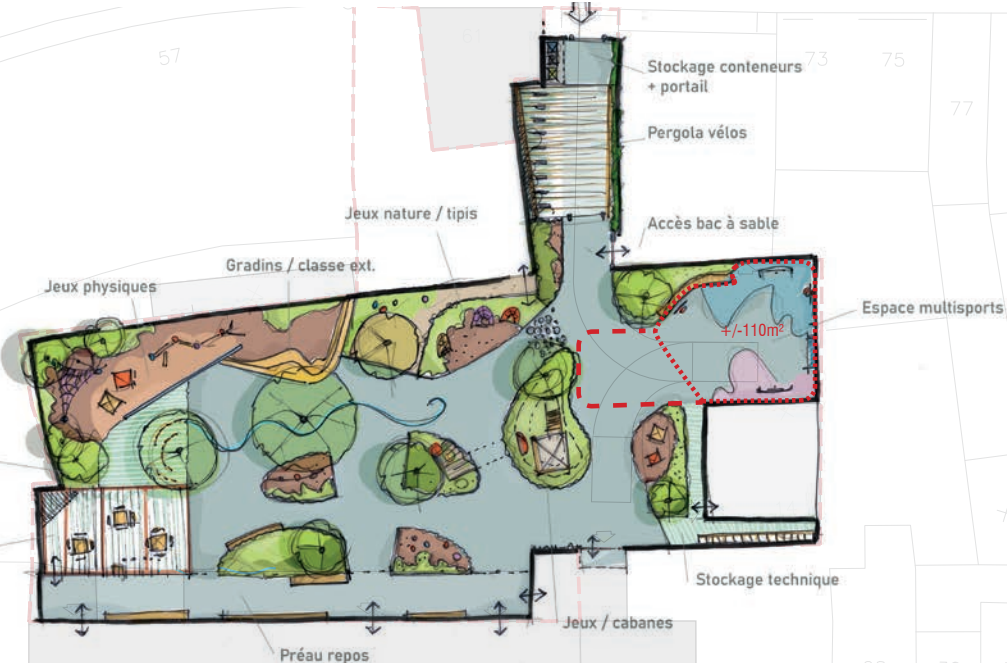 57
61
73
75
77
Stockage conteneurs
+ portail
Pergola vélos
Jeux nature / tipis
Accès bac à sable
Gradins / classe ext.
Jeux physiques
Espace multisports
+/-110m²
Stockage technique
Jeux / cabanes
Préau repos